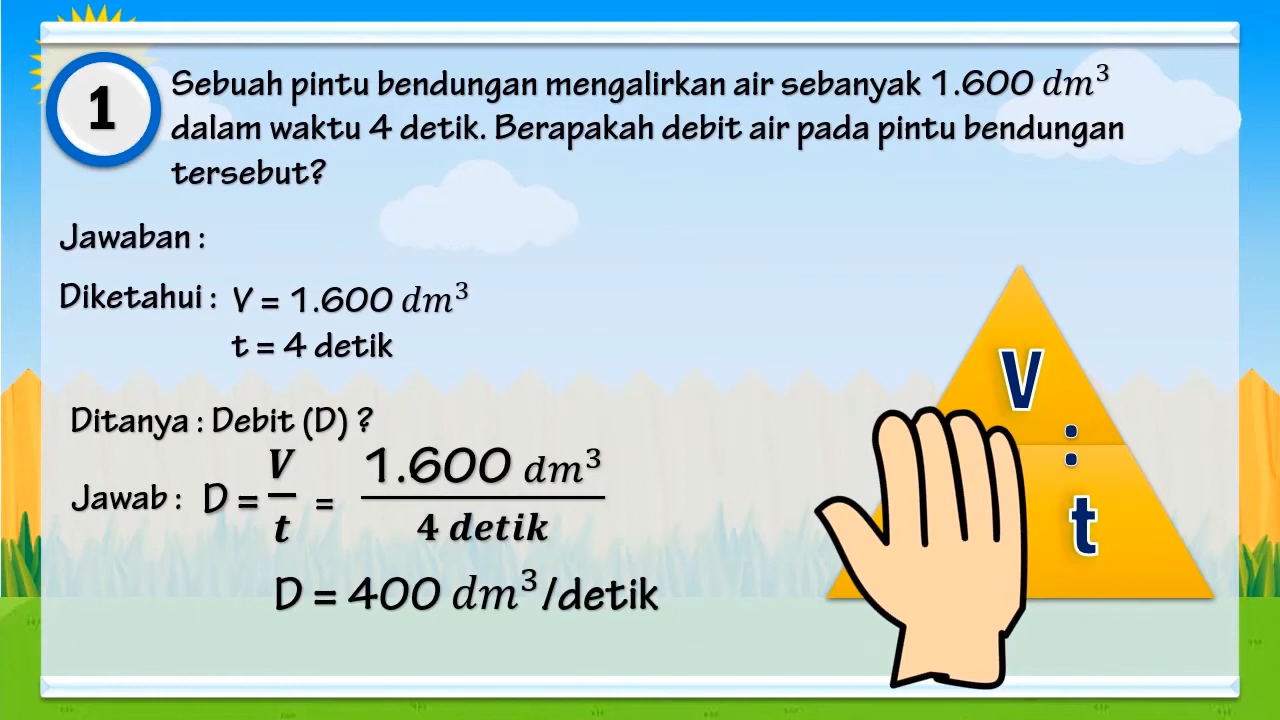 1
Sebuah pintu bendungan mengalirkan air sebanyak 1.600 dm³
dalam waktu 4 detik. Berapakah debit air pada pintu bendungan
tersebut?
Jawaban :
Diketahui : V = 1.600 dm³
t = 4 detik
Ditanya : Debit (D) ?
Jawab : D = V/t = 1.600 dm³/4 detik
D = 400 dm³/detik
V
:
t